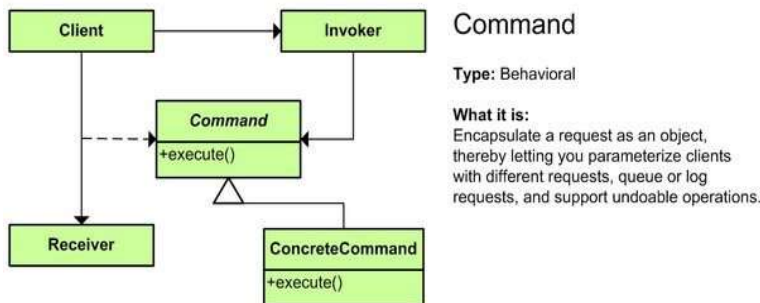 Client
Invoker
Command
+execute()
Receiver
ConcreteCommand
+execute()
Command
Type: Behavioral
What it is:
Encapsulate a request as an object,
thereby letting you parameterize clients
with different requests, queue or log
requests, and support undoable operations.